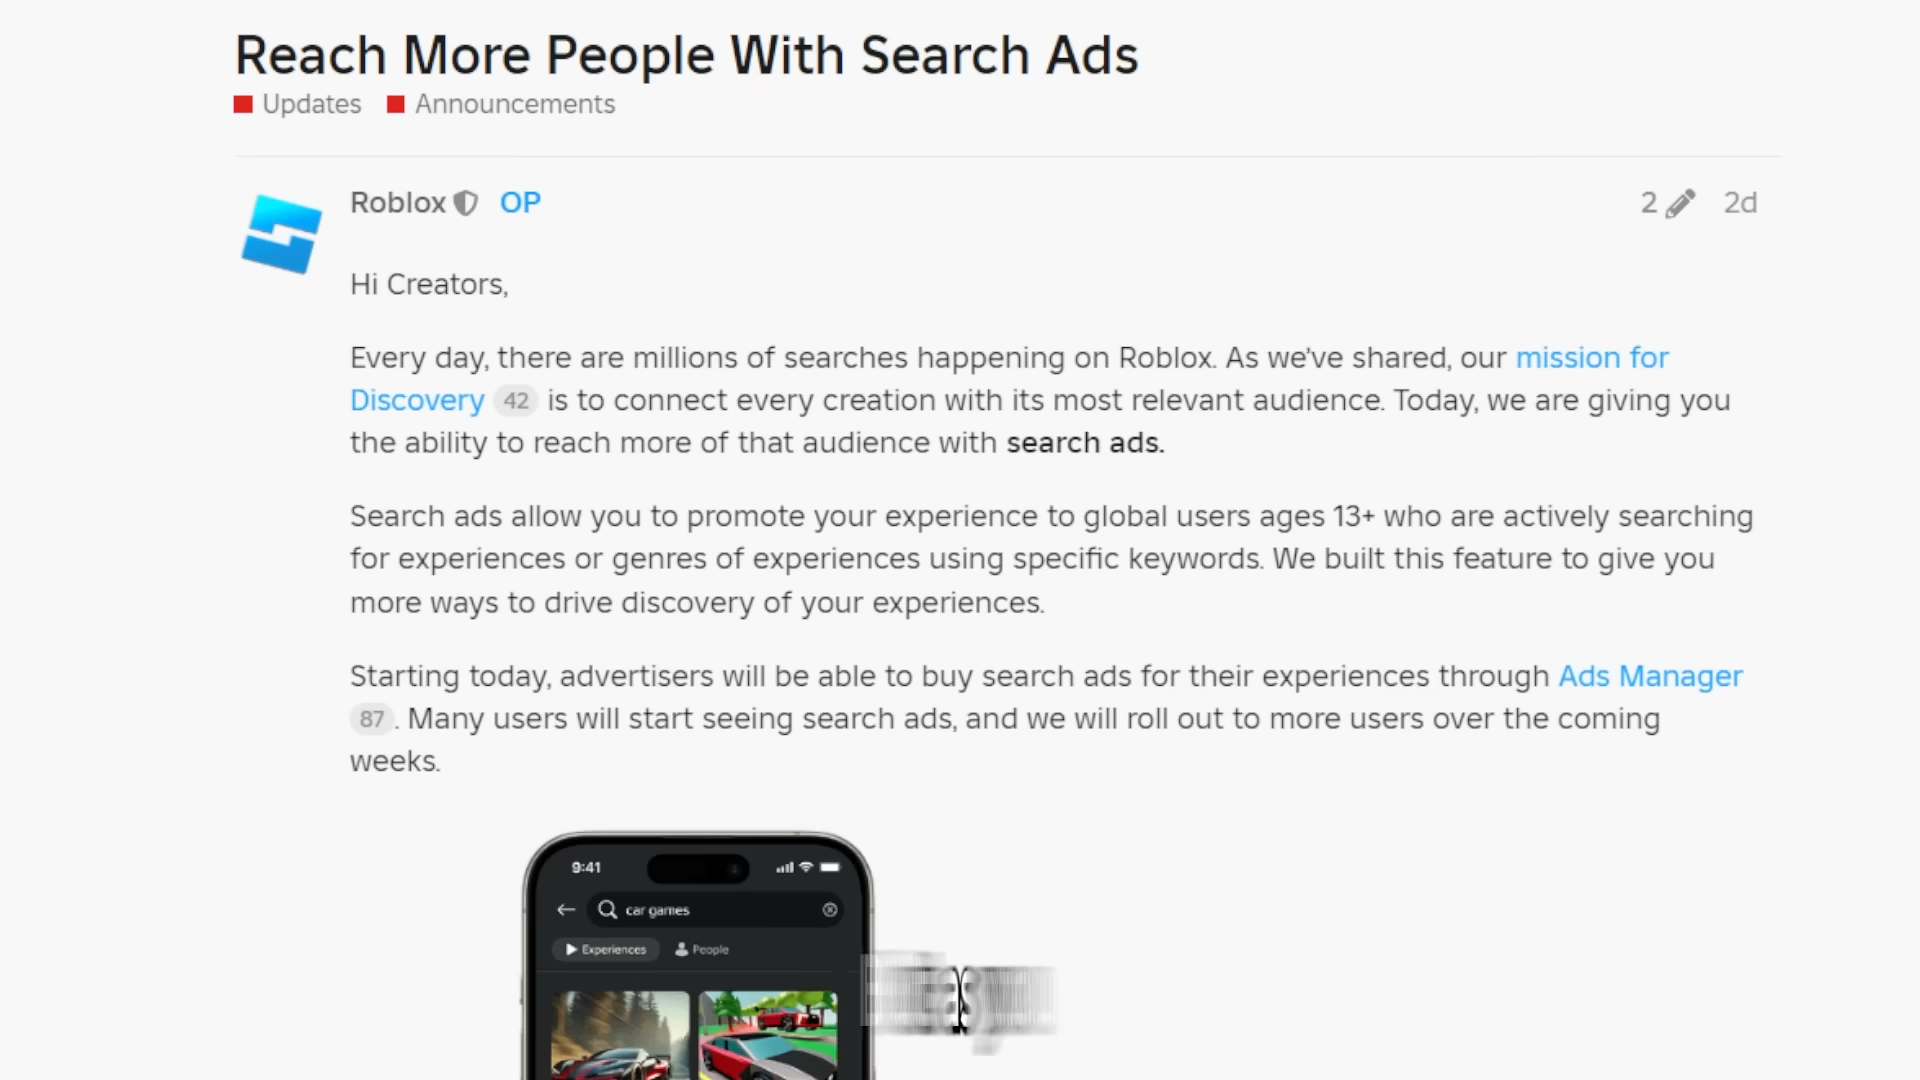 Reach More People With Search Ads
Updates Announcements
Roblox OP 2 2d
Hi Creators,
Every day, there are millions of searches happening on Roblox. As we've shared, our mission for
Discovery 42 is to connect every creation with its most relevant audience. Today, we are giving you
the ability to reach more of that audience with search ads.
Search ads allow you to promote your experience to global users ages 13+ who are actively searching
for experiences or genres of experiences using specific keywords. We built this feature to give you
more ways to drive discovery of your experiences.
Starting today, advertisers will be able to buy search ads for their experiences through Ads Manager
87. Many users will start seeing search ads, and we will roll out to more users over the coming
weeks.
9:41
car games
Experiences People